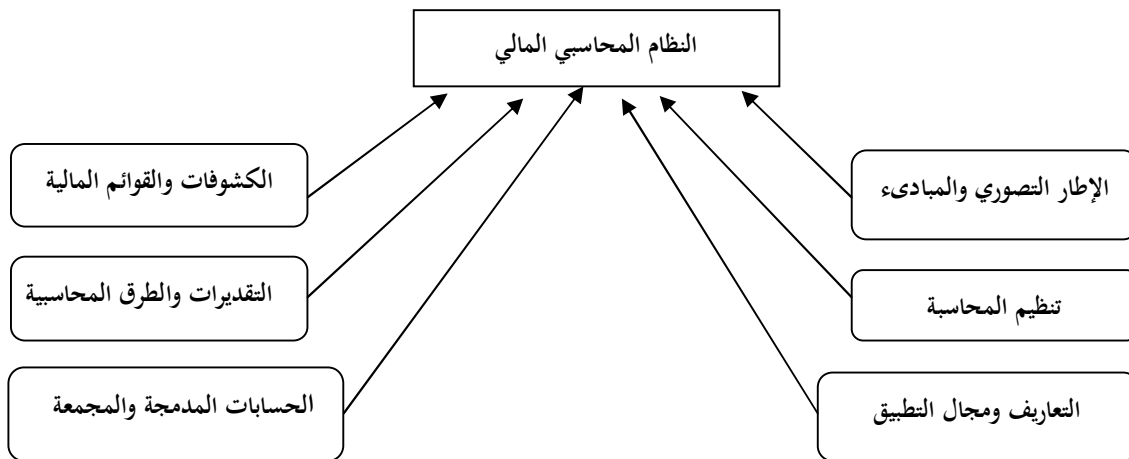 النظام المحاسبي المالي
الإطار التصوري والمبادىء
الكشوفات والقوائم المالية
تنظيم المحاسبة
التقديرات والطرق المحاسبية
التعاريف ومجال التطبيق
الحسابات المدمجة والمجمعة